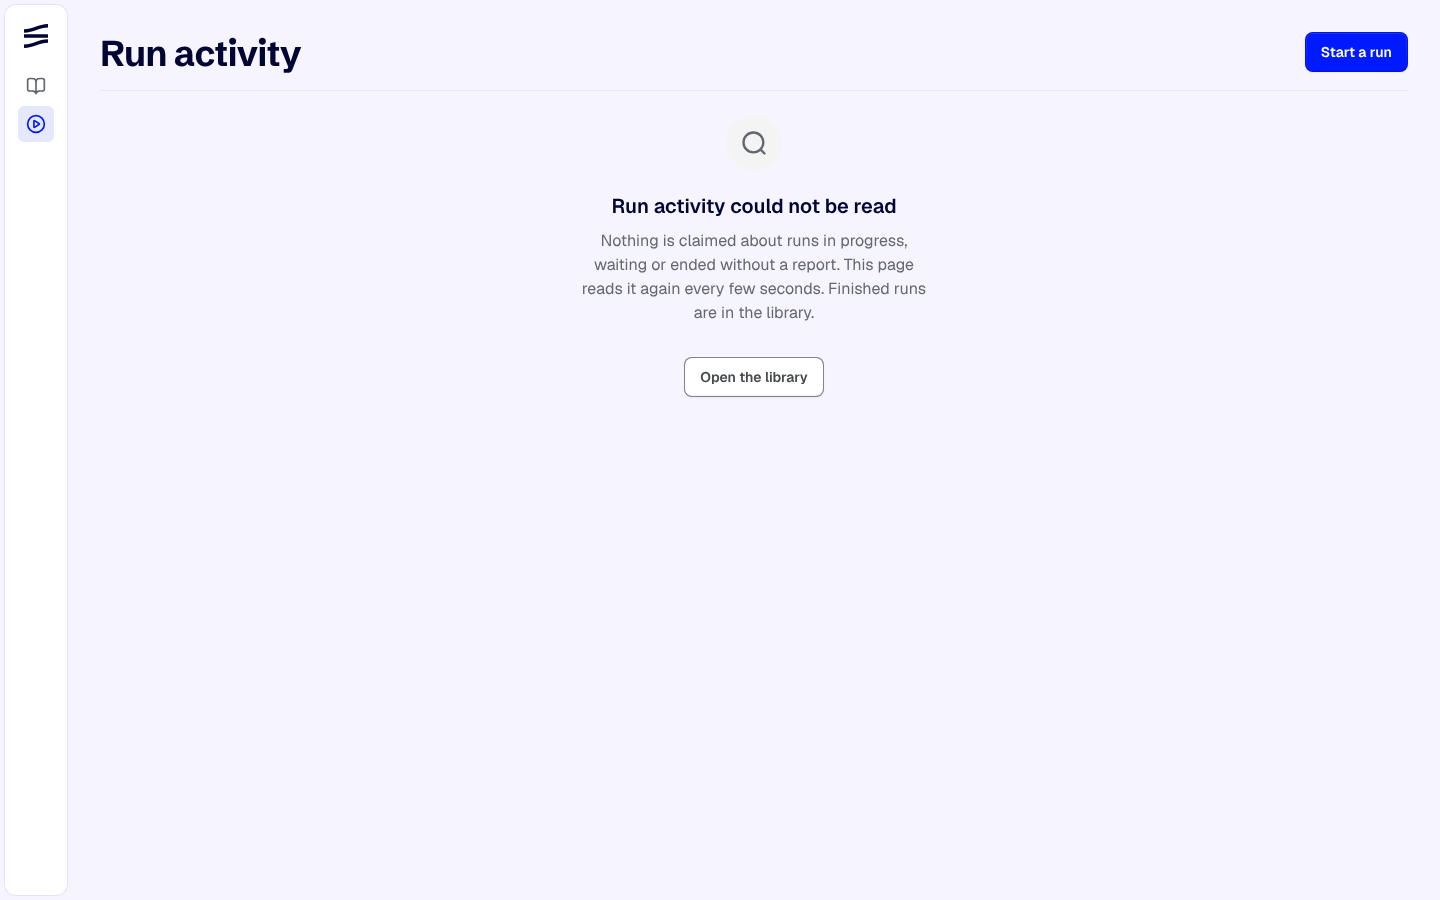 Run activity
Start a run
Run activity could not be read
Nothing is claimed about runs in progress,
waiting or ended without a report. This page
reads it again every few seconds. Finished runs
are in the library.
Open the library